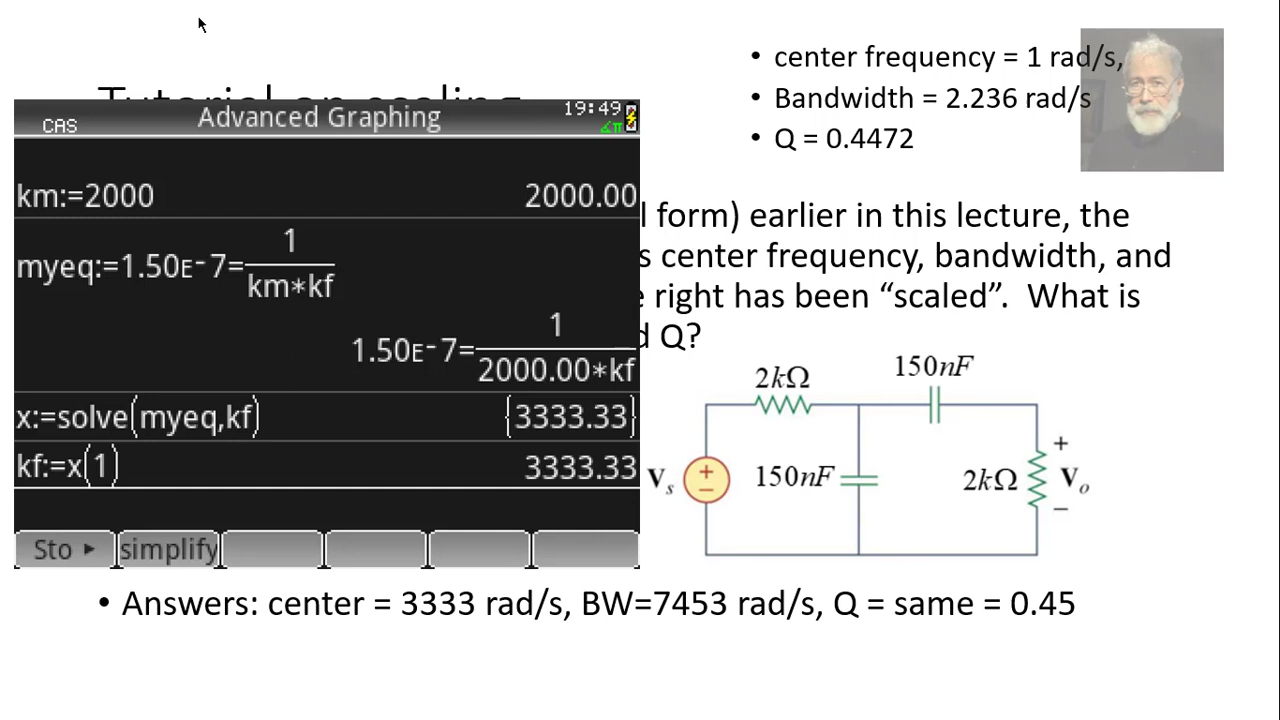 • center frequency = 1 rad/s,
• Bandwidth = 2.236 rad/s
• Q = 0.4472
Tutorial on scaling
CAS Advanced Graphing 19:49
∡π
km:=2000 2000.00
myeq:=1.50E-7=1/(km*kf)
1.50E-7=1/(2000.00*kf)
x:=solve(myeq,kf) {3333.33}
kf:=x(1) 3333.33
Sto ▸ simplify
form) earlier in this lecture, the
center frequency, bandwidth, and
right has been “scaled”. What is
Q?
2kΩ
150nF
Vs
+
−
150nF
2kΩ
+
Vo
−
• Answers: center = 3333 rad/s, BW=7453 rad/s, Q = same = 0.45